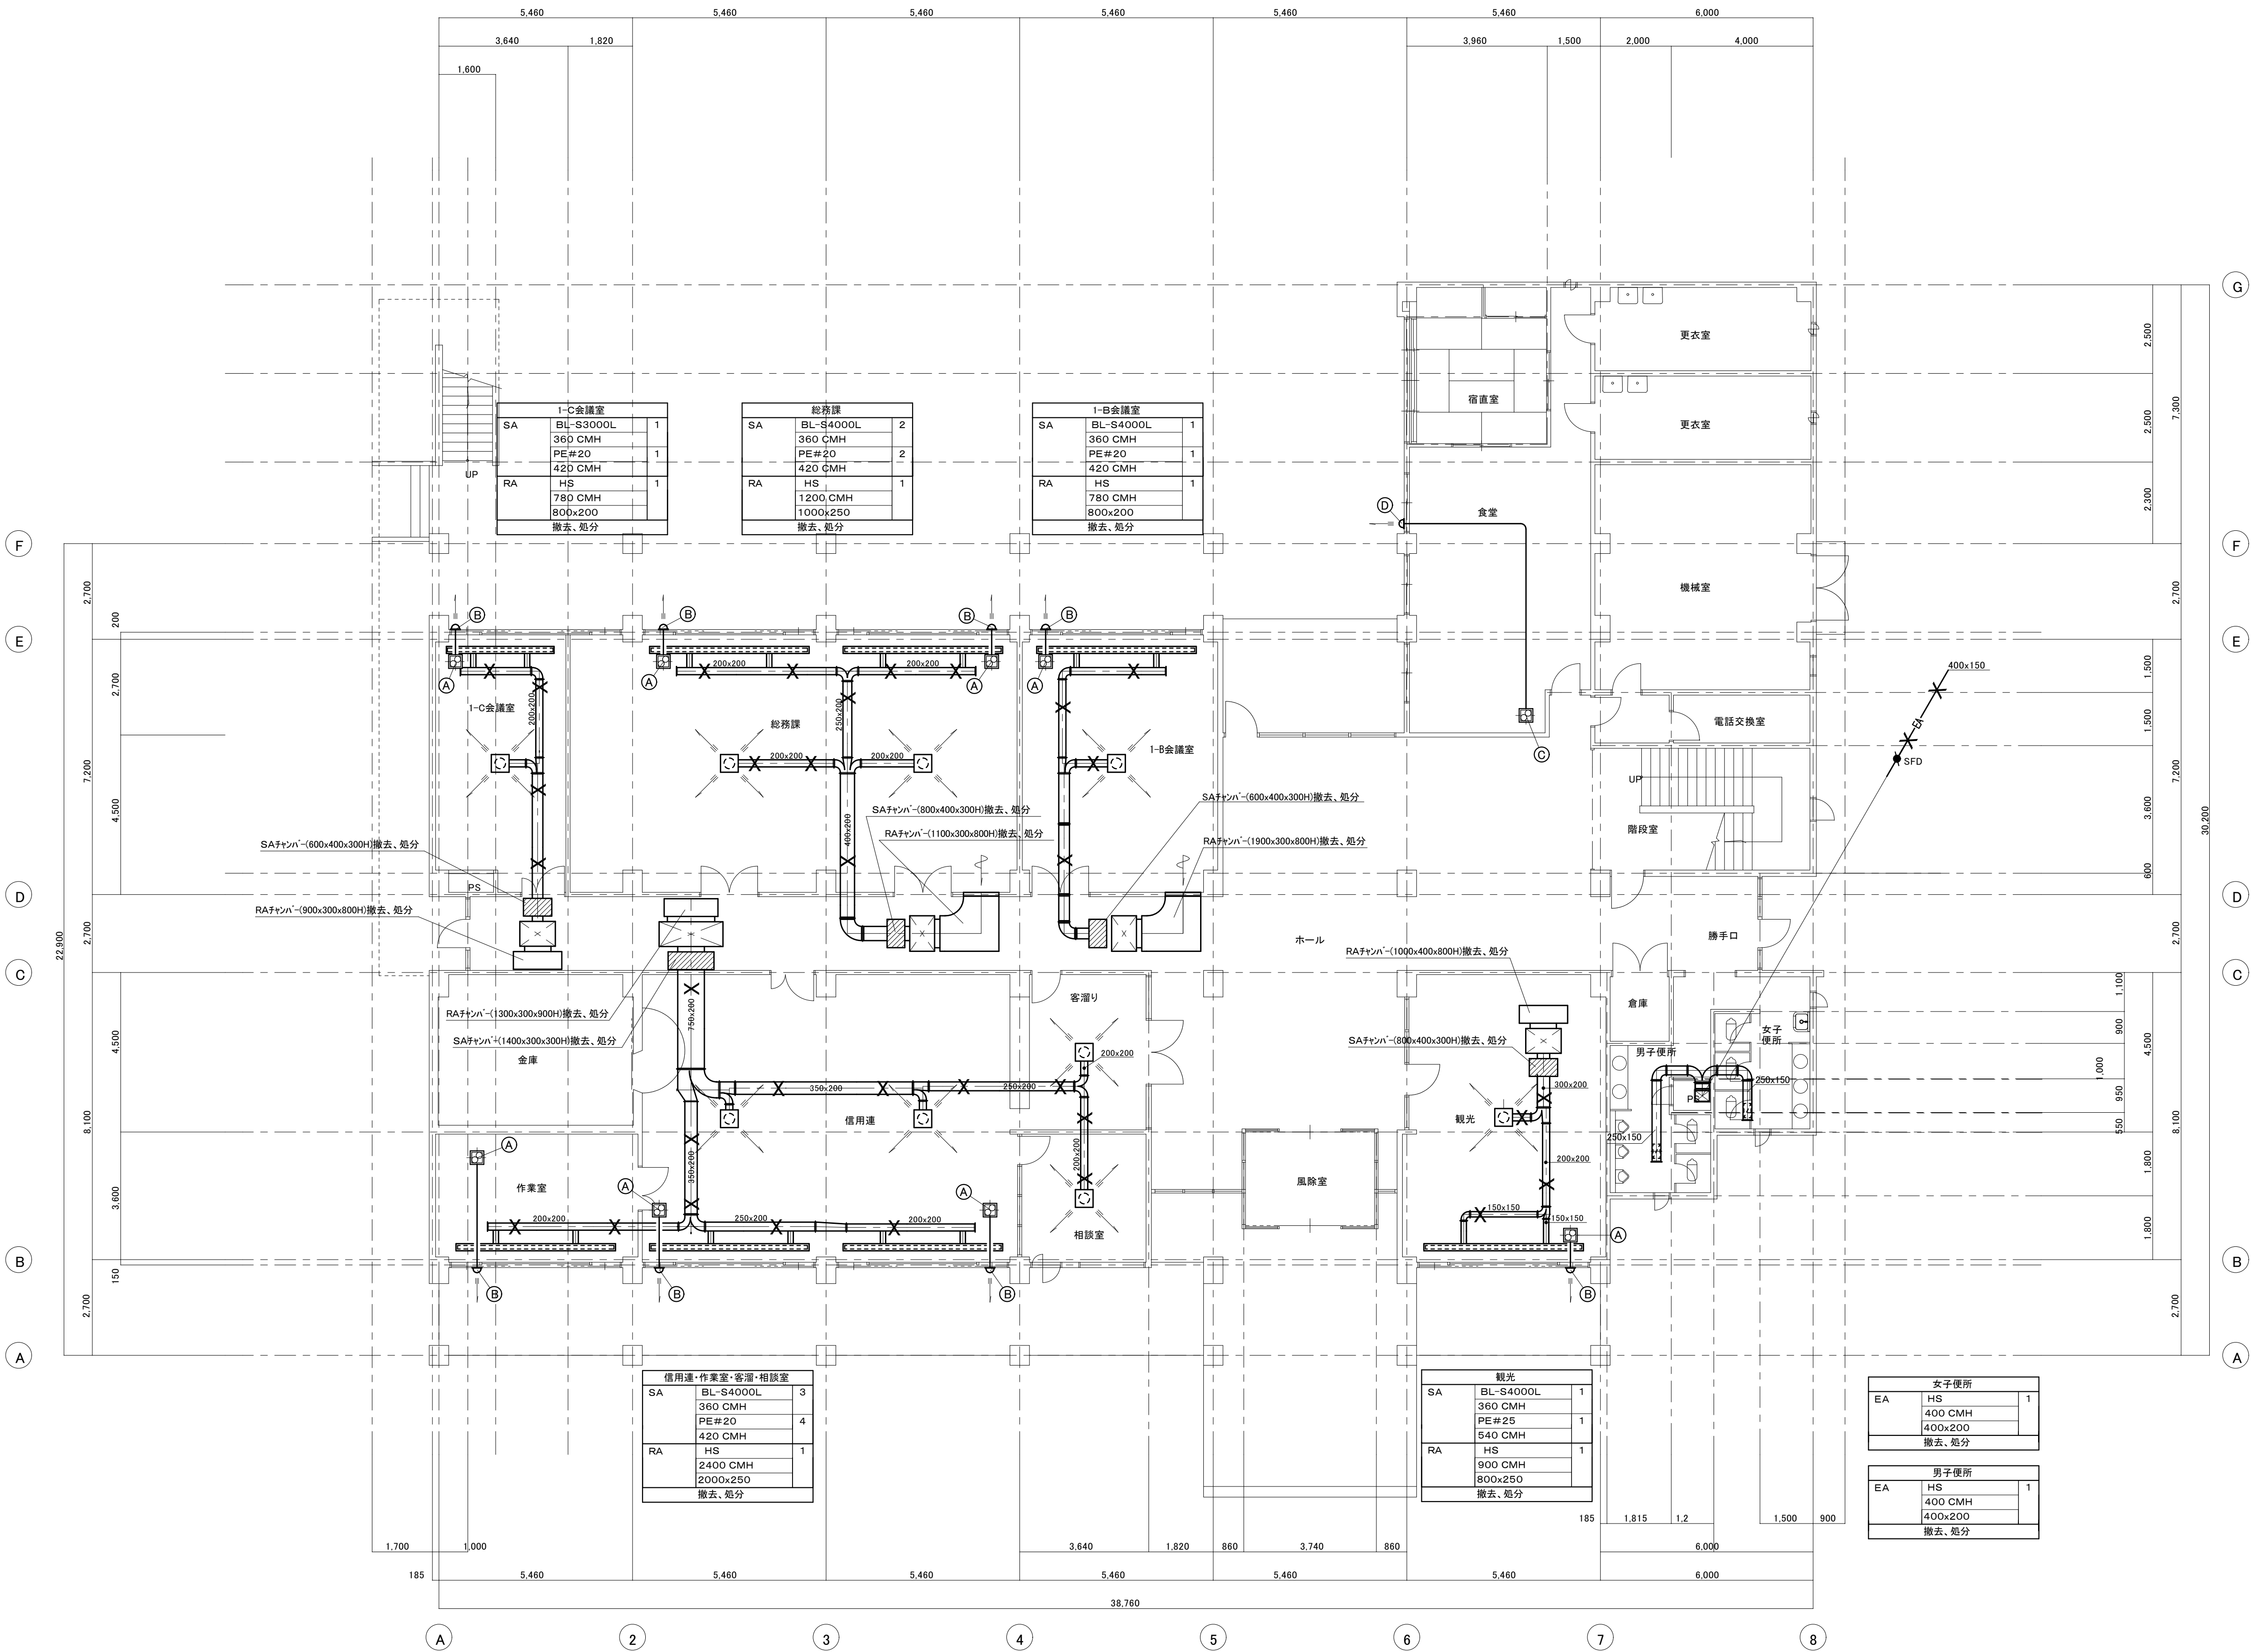 5,460 5,460 5,460 5,460 5,460 5,460 6,000
3,640 1,820 3,960 1,500 2,000 4,000
1,600
G
更衣室
2,500
宿直室
更衣室
2,500
7,300
2,300
1-C会議室
SA BL-S3000L 1
360 CMH
PE#20 1
420 CMH
RA HS 1
780 CMH
800x200
撤去、処分
総務課
SA BL-S4000L 2
360 CMH
PE#20 2
420 CMH
RA HS 1
1200 CMH
1000x250
撤去、処分
1-B会議室
SA BL-S4000L 1
360 CMH
PE#20 1
420 CMH
RA HS 1
780 CMH
800x200
撤去、処分
UP
D
食堂
F F
機械室
2,700 2,700
200
B B B B
E E
200x200 200x200
A A A A
400x150
1,500
2,700
1-C会議室
200x200
総務課
250x200
1-B会議室
EA
電話交換室
1,500
C
SFD
200x200 200x200
UP
7,200 7,200
4,500
3,600
30,200
SAチャンバー(600x400x300H)撤去、処分
SAチャンバー(800x400x300H)撤去、処分
RAチャンバー(1100x300x800H)撤去、処分
400x200
階段室
SAチャンバー(600x400x300H)撤去、処分
RAチャンバー(1900x300x800H)撤去、処分
600
PS
D D
RAチャンバー(900x300x800H)撤去、処分
22,900
2,700 2,700
ホール
勝手口
RAチャンバー(1000x400x800H)撤去、処分
C C
客溜り
倉庫
1,100
750x200
RAチャンバー(1300x300x900H)撤去、処分
SAチャンバー(1400x300x300H)撤去、処分
女子
便所
900
4,500 4,500
金庫
SAチャンバー(800x400x300H)撤去、処分
200x200
男子便所
1,000
350x200 250x200
300x200
250x150
PS
950
信用連
観光
8,100 8,100
550
250x150
A
350x200
200x200
200x200
作業室
A A
風除室
1,800
3,600
200x200 250x200 200x200
150x150
150x150
相談室
A
1,800
B B
150
B B B B
2,700 2,700
A A
信用連・作業室・客溜・相談室
SA BL-S4000L 3
360 CMH
PE#20 4
420 CMH
RA HS 1
2400 CMH
2000x250
撤去、処分
観光
SA BL-S4000L 1
360 CMH
PE#25 1
540 CMH
RA HS 1
900 CMH
800x250
撤去、処分
女子便所
EA HS 1
400 CMH
400x200
撤去、処分
男子便所
EA HS 1
400 CMH
400x200
撤去、処分
185 1,815 1,2 1,500 900
1,700 1,000 3,640 1,820 860 3,740 860 6,000
185 5,460 5,460 5,460 5,460 5,460 5,460 6,000
38,760
A 2 3 4 5 6 7 8